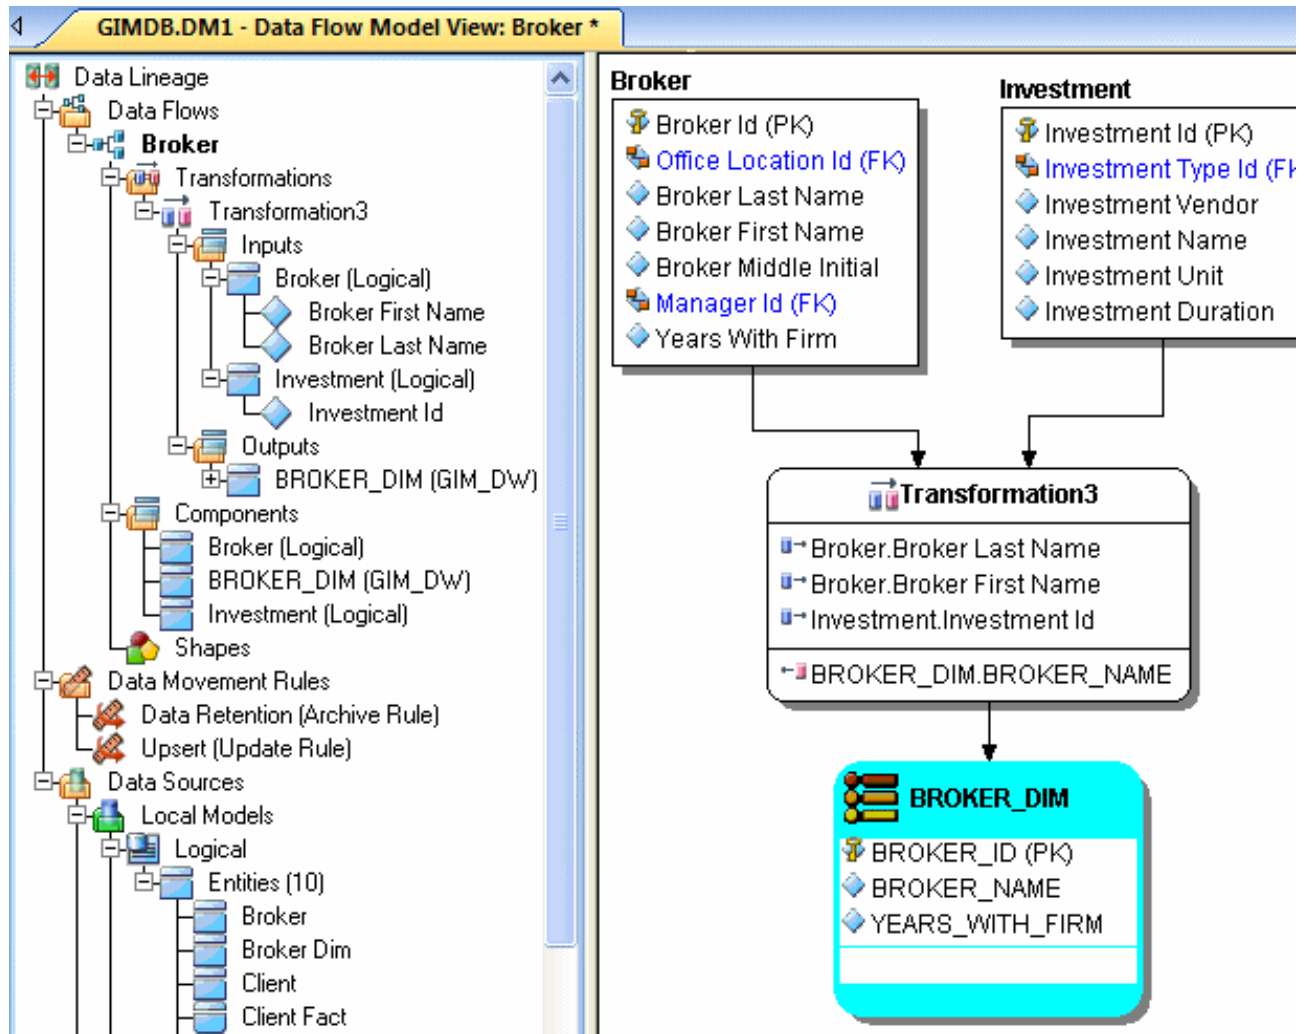 GIMDB.DM1 - Data Flow Model View: Broker *
Data Lineage
Data Flows
Broker
Transformations
Transformation3
Inputs
Broker (Logical)
Broker First Name
Broker Last Name
Investment (Logical)
Investment Id
Outputs
BROKER_DIM (GIM_DW)
Components
Broker (Logical)
BROKER_DIM (GIM_DW)
Investment (Logical)
Shapes
Data Movement Rules
Data Retention (Archive Rule)
Upsert (Update Rule)
Data Sources
Local Models
Logical
Entities (10)
Broker
Broker Dim
Client
Client Fact
Broker
Broker Id (PK)
Office Location Id (FK)
Broker Last Name
Broker First Name
Broker Middle Initial
Manager Id (FK)
Years With Firm
Investment
Investment Id (PK)
Investment Type Id (FK
Investment Vendor
Investment Name
Investment Unit
Investment Duration
Transformation3
Broker.Broker Last Name
Broker.Broker First Name
Investment.Investment Id
BROKER_DIM.BROKER_NAME
BROKER_DIM
BROKER_ID (PK)
BROKER_NAME
YEARS_WITH_FIRM